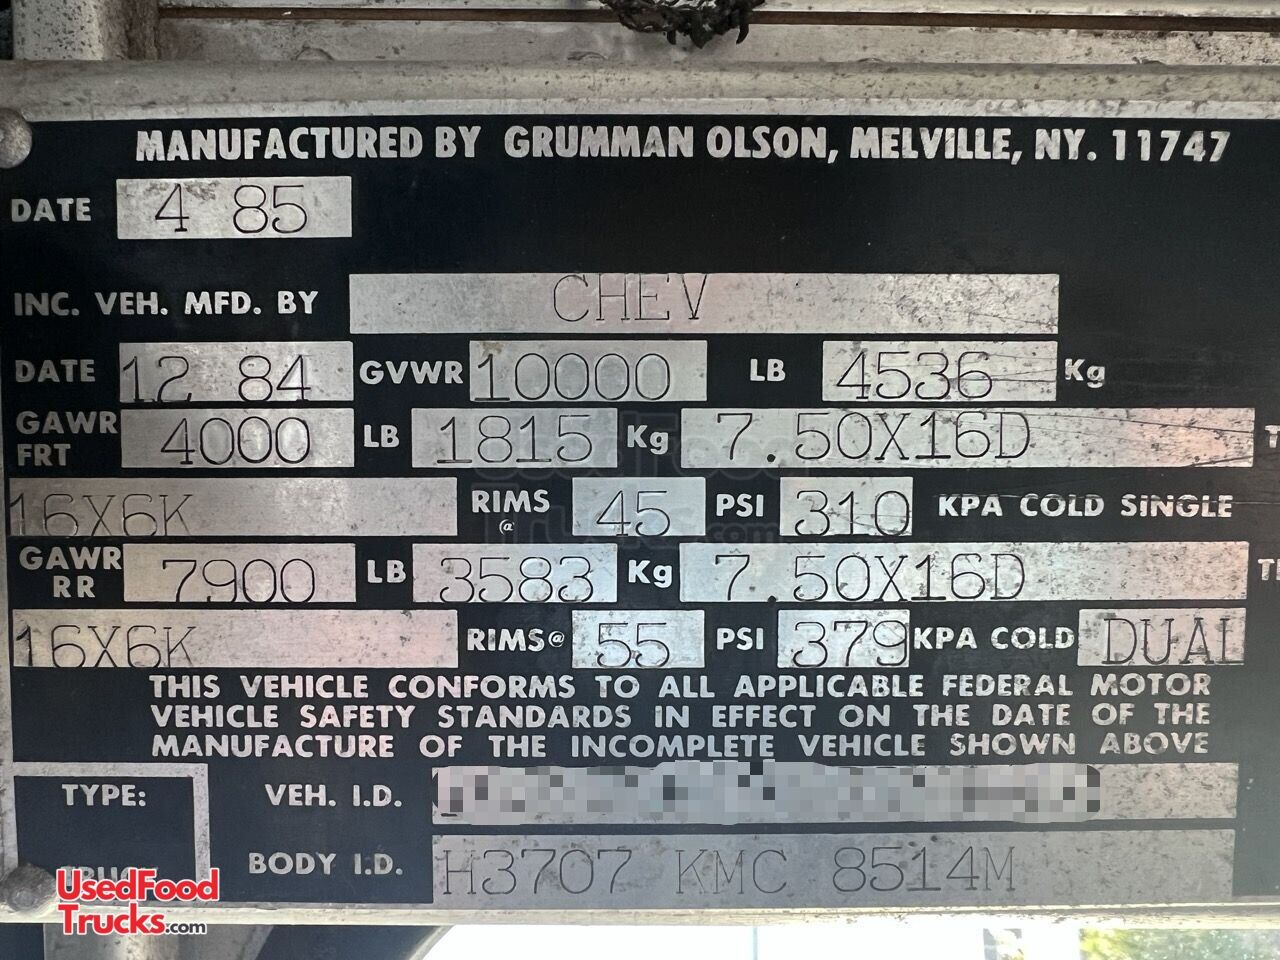 MANUFACTURED BY GRUMMAN OLSON, MELVILLE, NY. 11747
DATE 4 85
INC. VEH. MFD. BY CHEV
DATE 12 84 GVWR 10000 LB 4536 Kg
GAWR FRT 4000 LB 1815 Kg 7.50X16D
16X6K RIMS @ 45 PSI 310 KPA COLD SiNGLE
GAWR RR 7900 LB 3583 Kg 7.50X16D
16X6K RIMS@ 55 PSI 379 KPA COLD DUAL
THIS VEHICLE CONFORMS TO ALL APPLICABLE FEDERAL MOTOR
VEHICLE SAFETY STANDARDS IN EFFECT ON THE DATE OF THE
MANUFACTURE OF THE INCOMPLETE VEHICLE SHOWN ABOVE
TYPE: VEH. I.D.
BODY I.D. H3707 KMC 8514M
UsedFood
Trucks.com